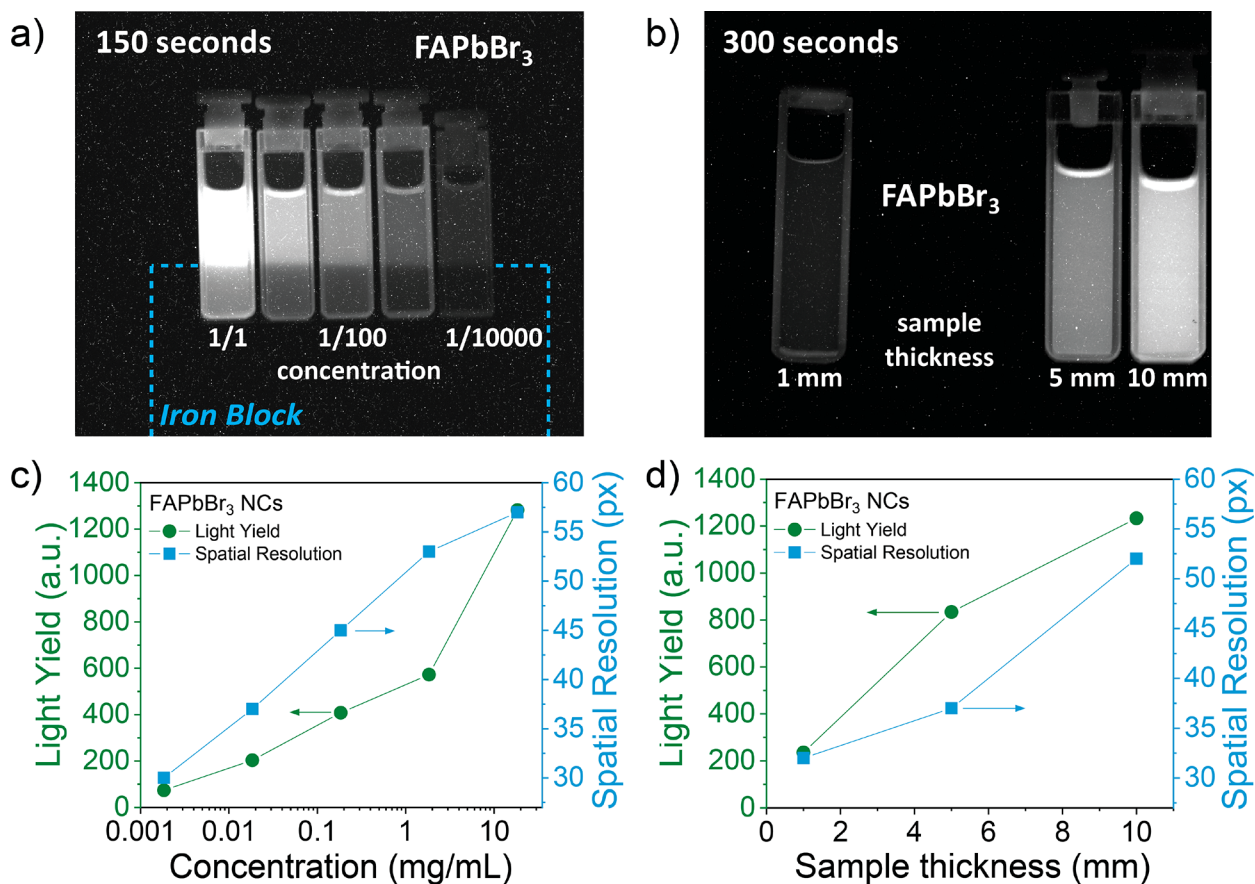 a)
150 seconds
FAPbBr₃
1/1
1/100
1/10000
concentration
Iron Block
b)
300 seconds
FAPbBr₃
sample
thickness
1 mm
5 mm
10 mm
c)
1400
1200
1000
800
600
400
200
0
Light Yield (a.u.)
FAPbBr₃ NCs
Light Yield
Spatial Resolution
60
55
50
45
40
35
30
Spatial Resolution (px)
0.001
0.01
0.1
1
10
Concentration (mg/mL)
d)
1400
1200
1000
800
600
400
200
0
Light Yield (a.u.)
FAPbBr₃ NCs
Light Yield
Spatial Resolution
60
55
50
45
40
35
30
Spatial Resolution (px)
0
2
4
6
8
10
Sample thickness (mm)